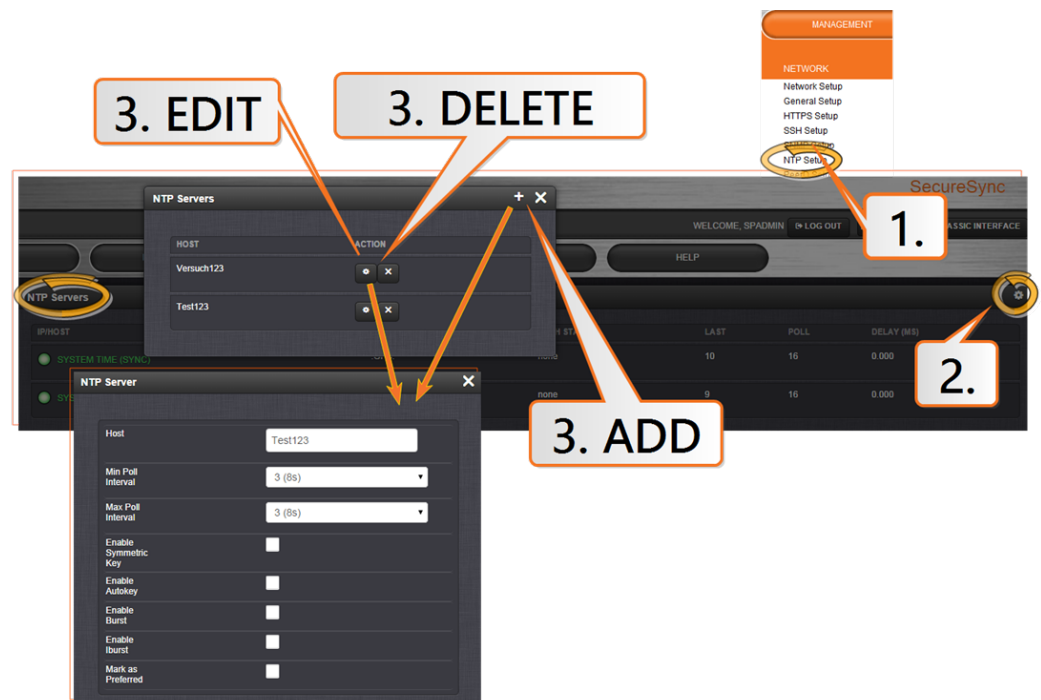 MANAGEMENT
NETWORK
Network Setup
General Setup
HTTPS Setup
SSH Setup
SNMP Setup
NTP Setup
3. EDIT
3. DELETE
SecureSync
NTP Servers
+ ×
WELCOME, SPADMIN
LOG OUT
ASSIC INTERFACE
1.
HOST
ACTION
HELP
Versuch123
Test123
NTP Servers
IP/HOST
LAST
POLL
DELAY (MS)
SYSTEM TIME (SYNC)
none
10
16
0.000
2.
SYS
none
9
16
0.000
NTP Server
×
3. ADD
Host
Test123
Min Poll
Interval
3 (8s)
Max Poll
Interval
3 (8s)
Enable
Symmetric
Key
Enable
Autokey
Enable
Burst
Enable
Iburst
Mark as
Preferred